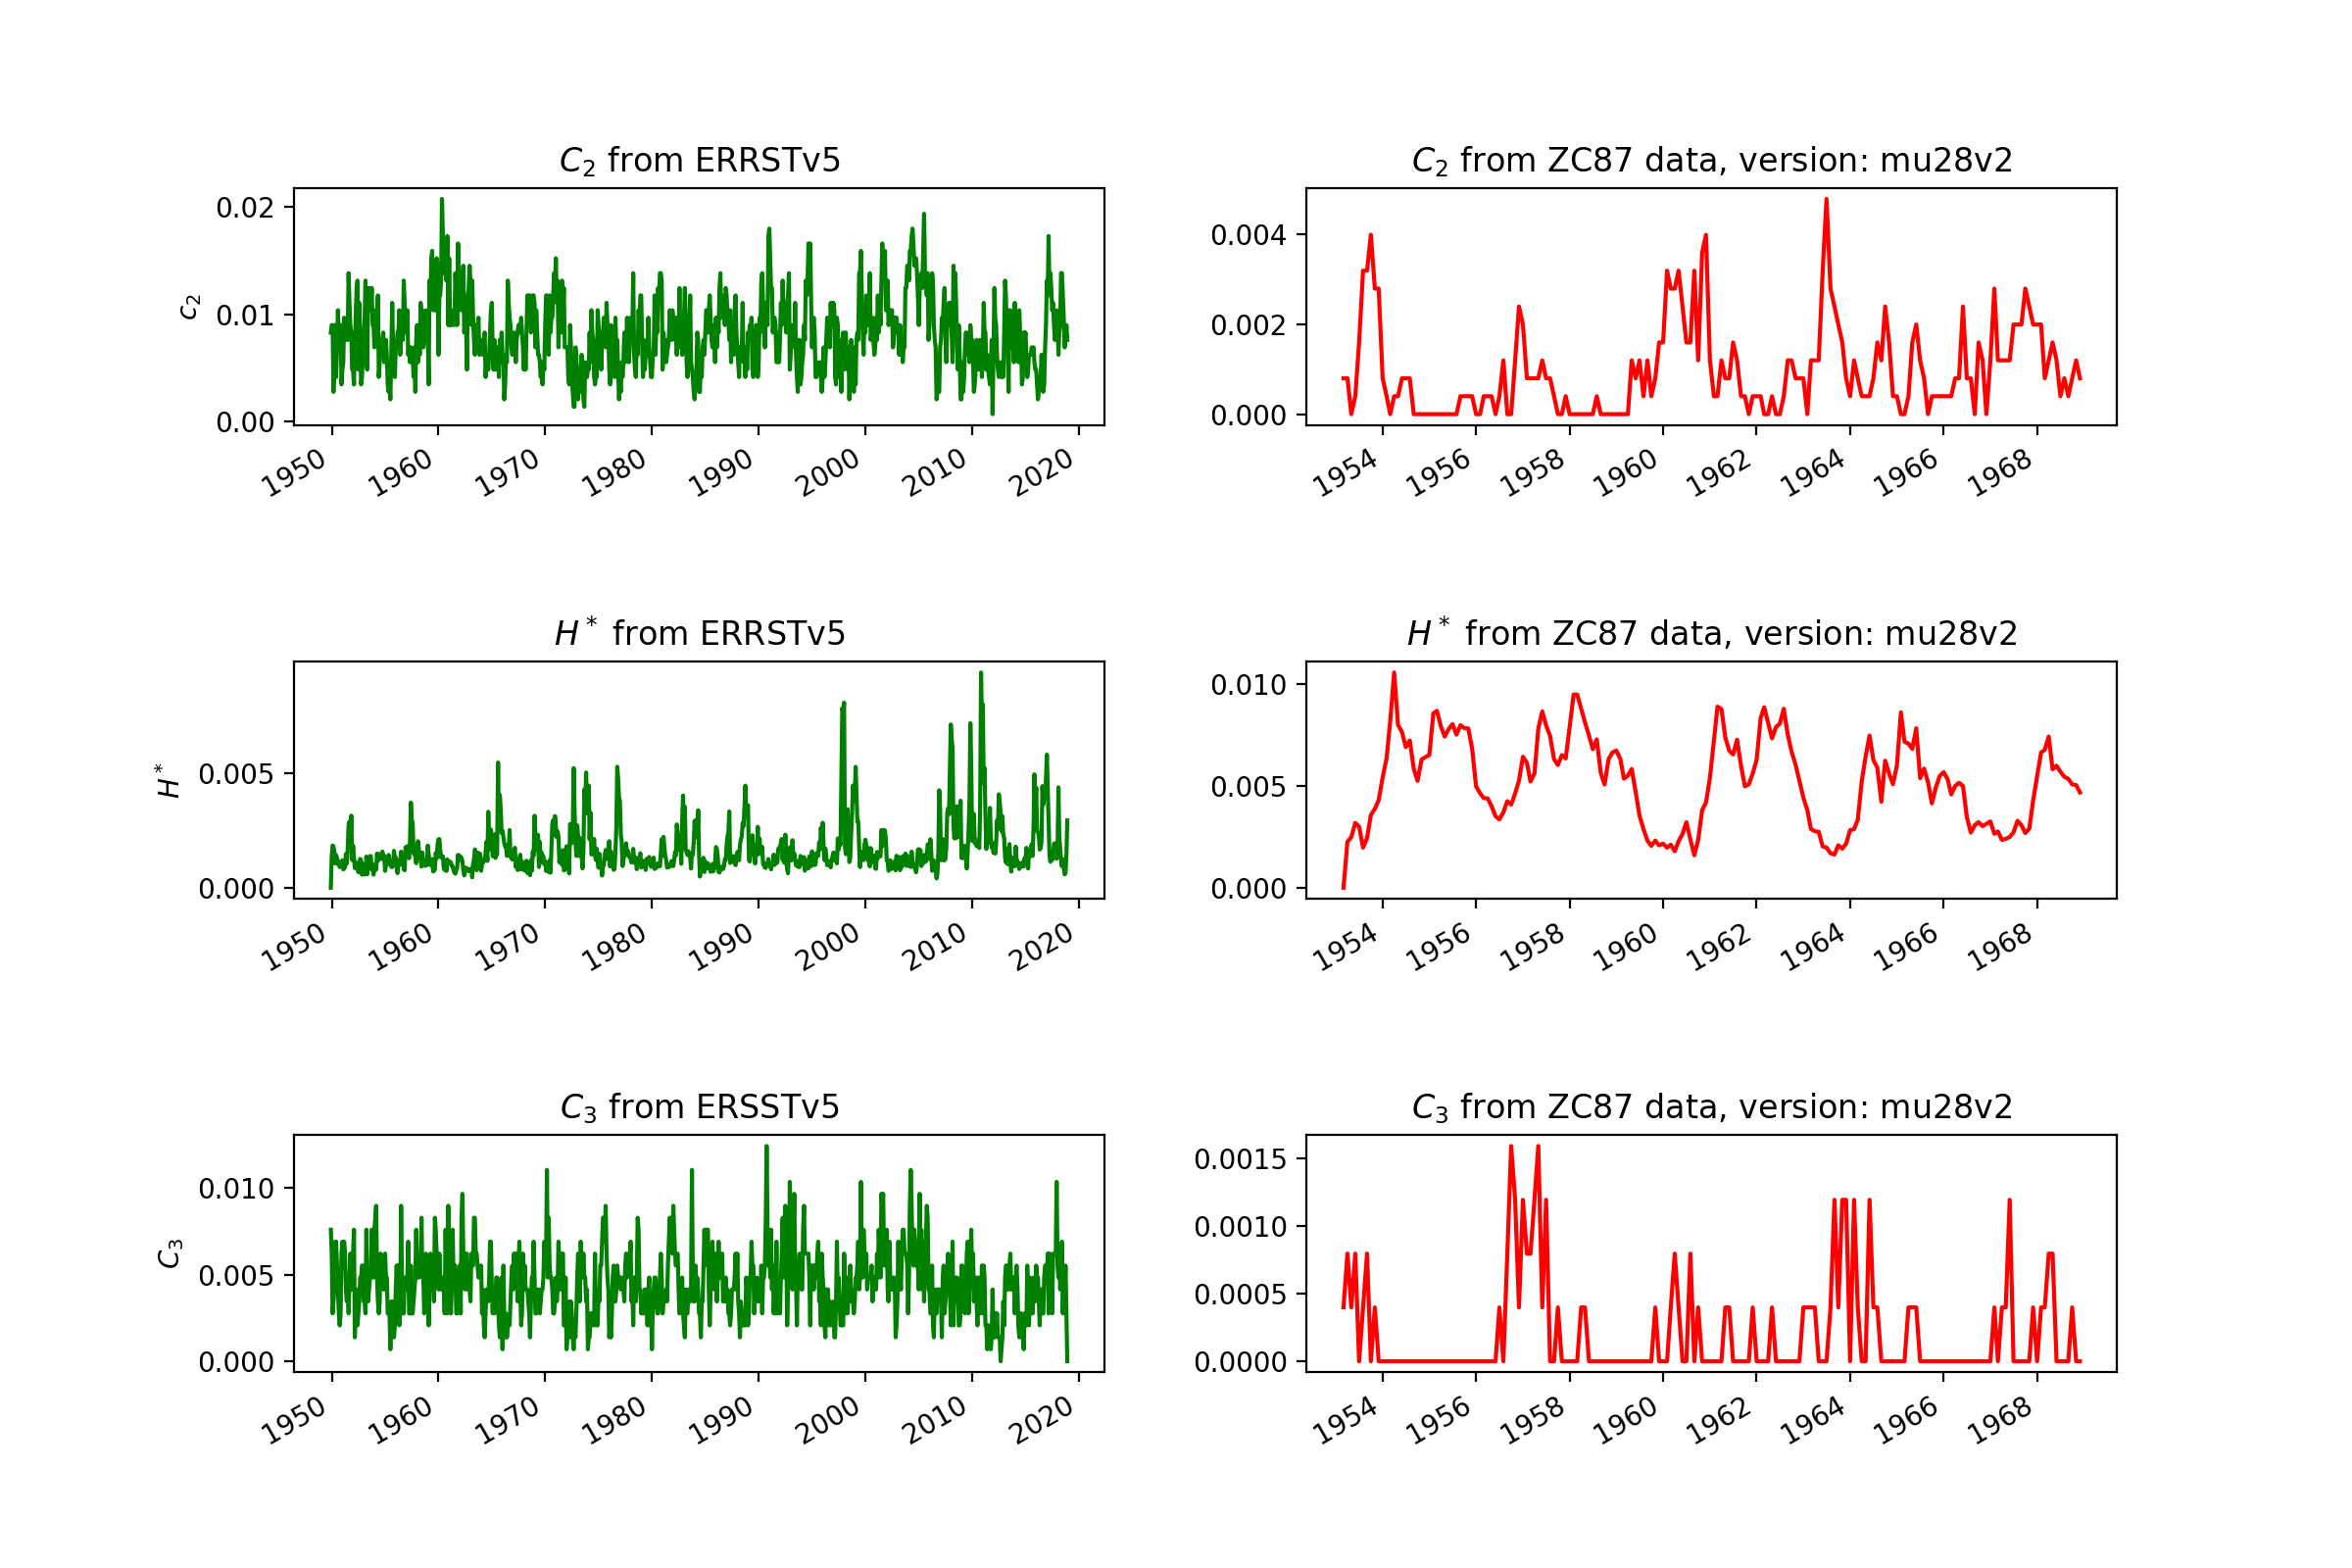 C₂ from ERRSTv5
C₂ from ZC87 data, version: mu28v2
0.02
0.01
0.00
c₂
1950 1960 1970 1980 1990 2000 2010 2020
0.004
0.002
0.000
1954 1956 1958 1960 1962 1964 1966 1968
H* from ERRSTv5
H* from ZC87 data, version: mu28v2
0.005
0.000
H*
1950 1960 1970 1980 1990 2000 2010 2020
0.010
0.005
0.000
1954 1956 1958 1960 1962 1964 1966 1968
C₃ from ERSSTv5
C₃ from ZC87 data, version: mu28v2
0.010
0.005
0.000
C₃
1950 1960 1970 1980 1990 2000 2010 2020
0.0015
0.0010
0.0005
0.0000
1954 1956 1958 1960 1962 1964 1966 1968